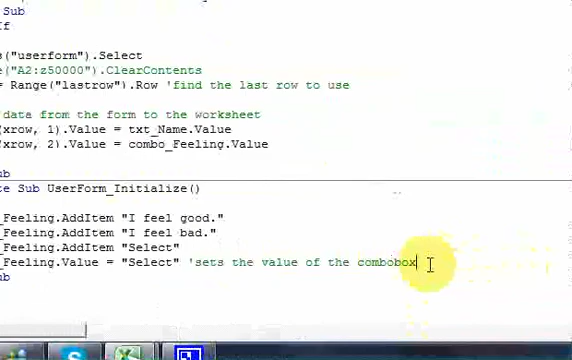 Sub
If
s("userform").Select
e("A2:z50000").ClearContents
= Range("lastrow").Row 'find the last row to use
data from the form to the worksheet
(xrow, 1).Value = txt_Name.Value
(xrow, 2).Value = combo_Feeling.Value
ub
te Sub UserForm_Initialize()
_Feeling.AddItem "I feel good."
_Feeling.AddItem "I feel bad."
_Feeling.AddItem "Select"
_Feeling.Value = "Select" 'sets the value of the combobox
ub